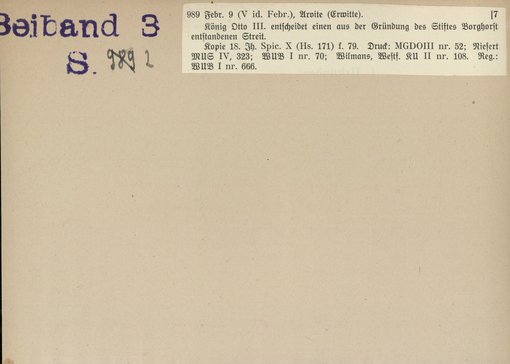 Beiband 3
S. 989 2
989 Febr. 9 (V id. Febr.), Arvite (Erwitte). [7
König Otto III. entscheidet einen aus der Gründung des Stiftes Borghorst
entstandenen Streit.
Kopie 18. Jh. Spic. X (Hs. 171) f. 79. Druck: MGDOIII nr. 52; Niesert
MUS IV, 323; WUB I nr. 70; Wilmans, Westf. KU II nr. 108. Reg.:
WUB I nr. 666.